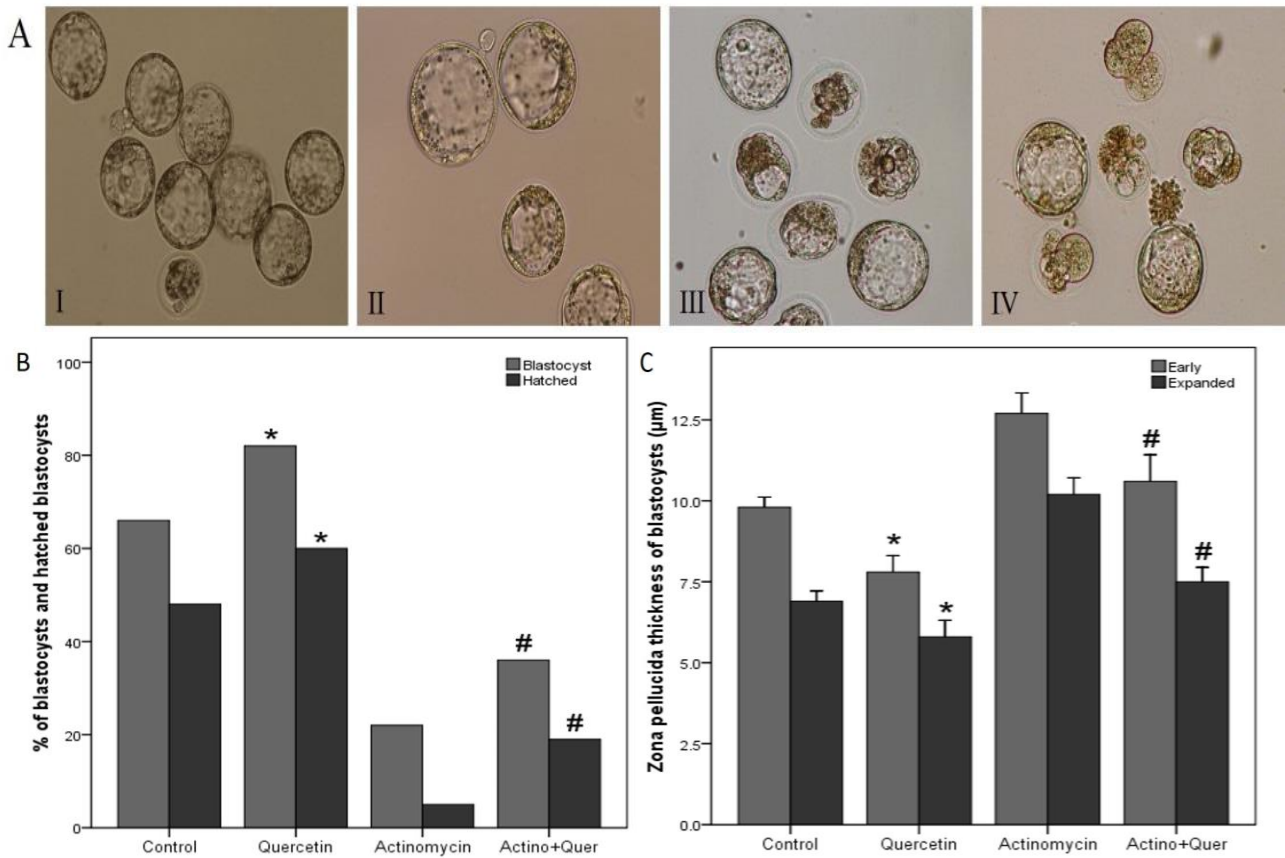 A
I
II
III
IV
B
% of blastocysts and hatched blastocysts
100
80
60
40
20
0
Blastocyst
Hatched
*
*
#
#
Control
Quercetin
Actinomycin
Actino+Quer
C
Zona pellucida thickness of blastocysts (µm)
12.5
10.0
7.5
5.0
2.5
0.0
Early
Expanded
*
*
#
#
Control
Quercetin
Actinomycin
Actino+Quer